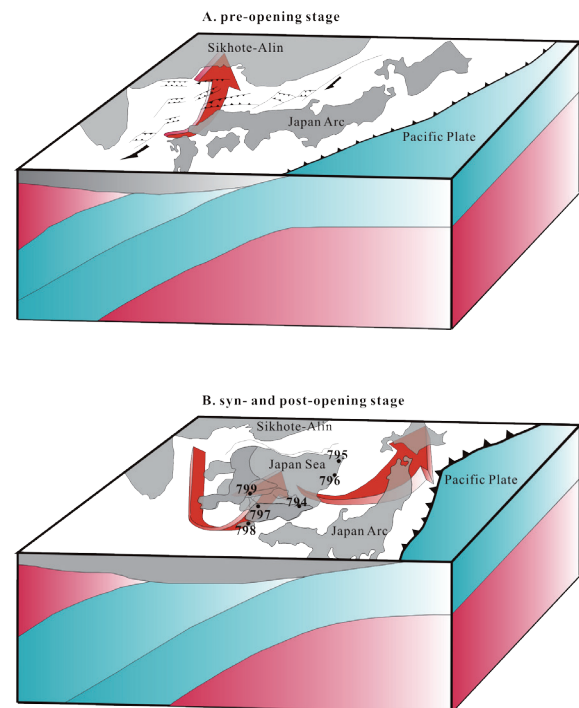 A. pre-opening stage
Sikhote-Alin
Japan Arc
Pacific Plate
B. syn- and post-opening stage
Sikhote-Alin
795
Japan Sea
796
Pacific Plate
799
794
797
Japan Arc
798